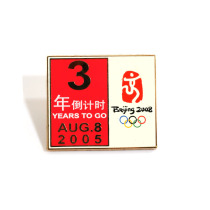 3
年倒计时
YEARS TO GO
AUG.8
2005
Beijing 2008